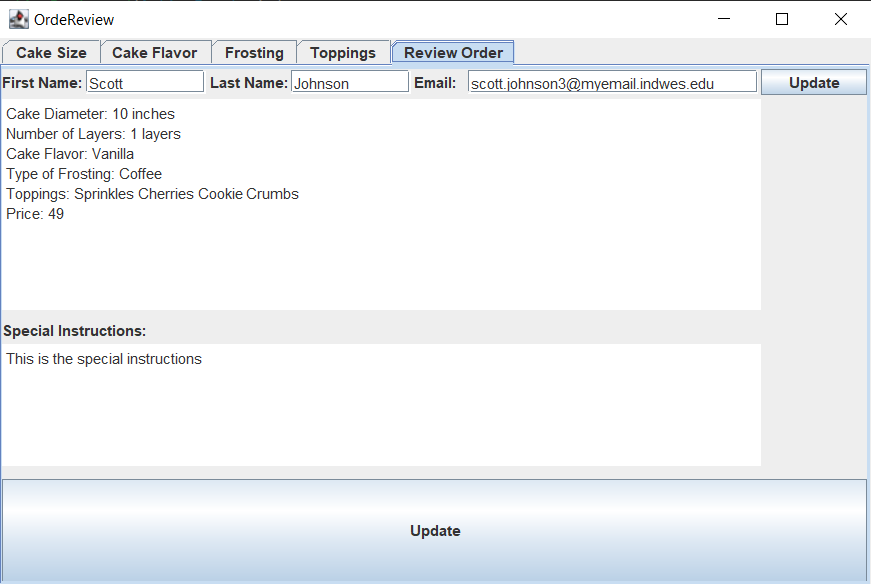 OrdeReview
Cake Size Cake Flavor Frosting Toppings Review Order
First Name: Scott Last Name: Johnson Email: scott.johnson3@myemail.indwes.edu Update
Cake Diameter: 10 inches
Number of Layers: 1 layers
Cake Flavor: Vanilla
Type of Frosting: Coffee
Toppings: Sprinkles Cherries Cookie Crumbs
Price: 49
Special Instructions:
This is the special instructions
Update